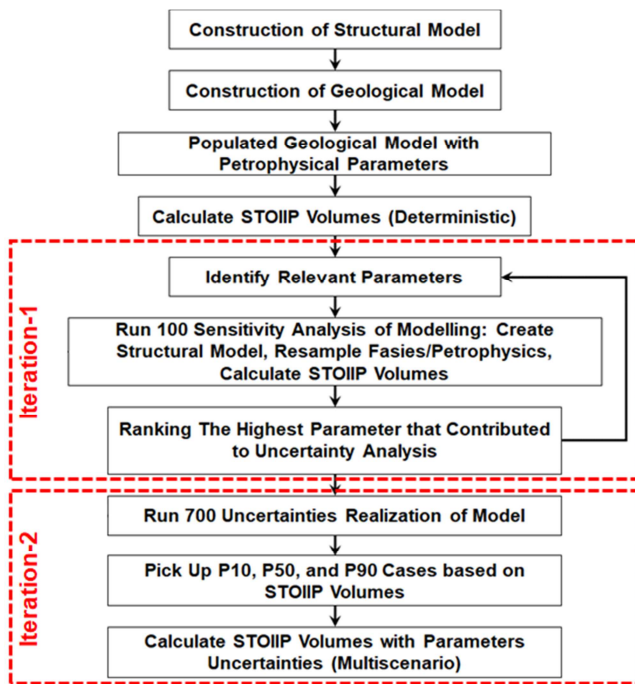 Construction of Structural Model
Construction of Geological Model
Populated Geological Model with
Petrophysical Parameters
Calculate STOIIP Volumes (Deterministic)
Iteration-1
Identify Relevant Parameters
Run 100 Sensitivity Analysis of Modelling: Create
Structural Model, Resample Fasies/Petrophysics,
Calculate STOIIP Volumes
Ranking The Highest Parameter that Contributed
to Uncertainty Analysis
Iteration-2
Run 700 Uncertainties Realization of Model
Pick Up P10, P50, and P90 Cases based on
STOIIP Volumes
Calculate STOIIP Volumes with Parameters
Uncertainties (Multiscenario)